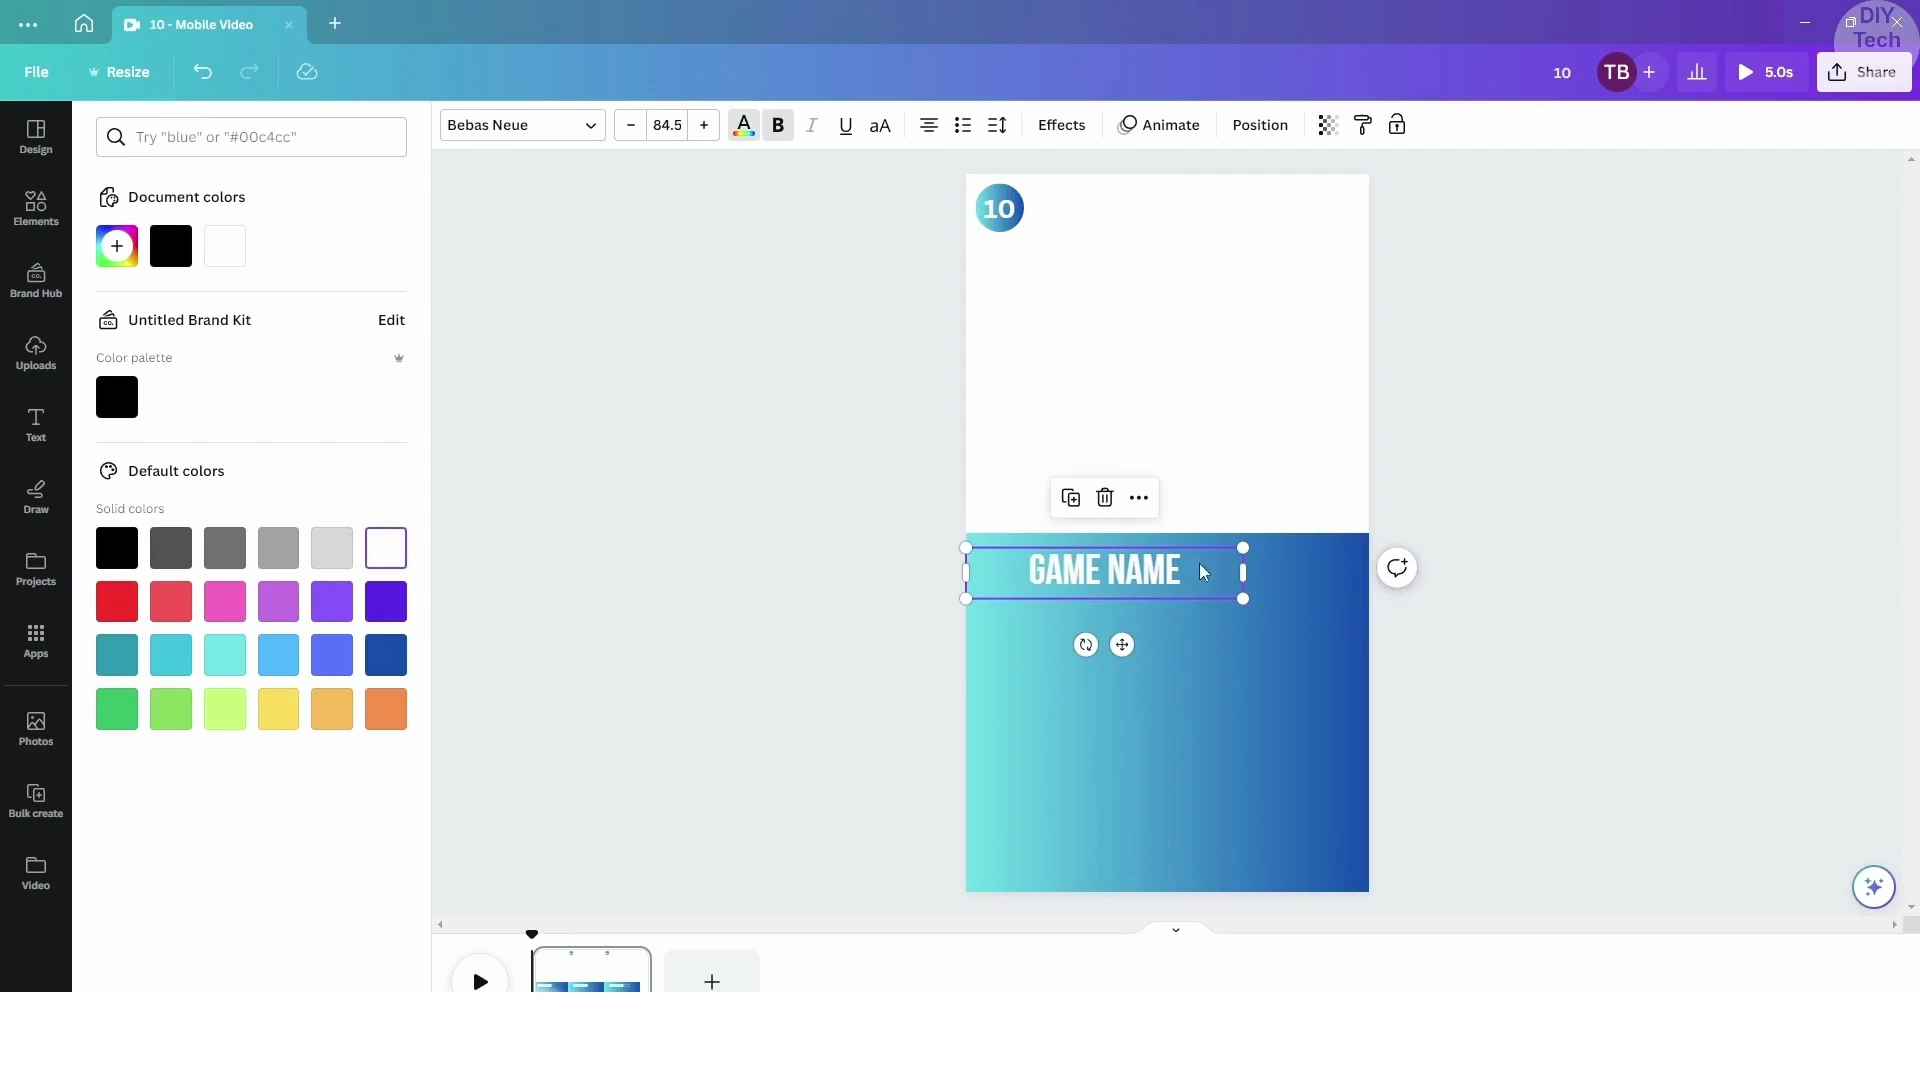 10 - Mobile Video
DIY
Tech
File
Resize
10
TB
5.0s
Share
Try "blue" or "#00c4cc"
Bebas Neue
84.5
A
B
I
U
aA
Effects
Animate
Position
Design
Elements
Brand Hub
Uploads
Text
Draw
Projects
Apps
Photos
Bulk create
Video
Document colors
Untitled Brand Kit
Edit
Color palette
Default colors
Solid colors
10
GAME NAME